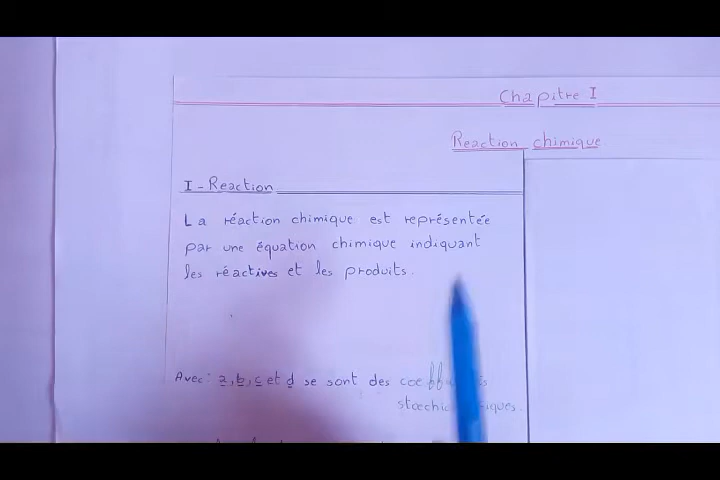 Chapitre I
Reaction chimique
I - Reaction
La réaction chimique est représentée
par une équation chimique indiquant
les réactives et les produits.
Avec: a, b, c et d se sont des